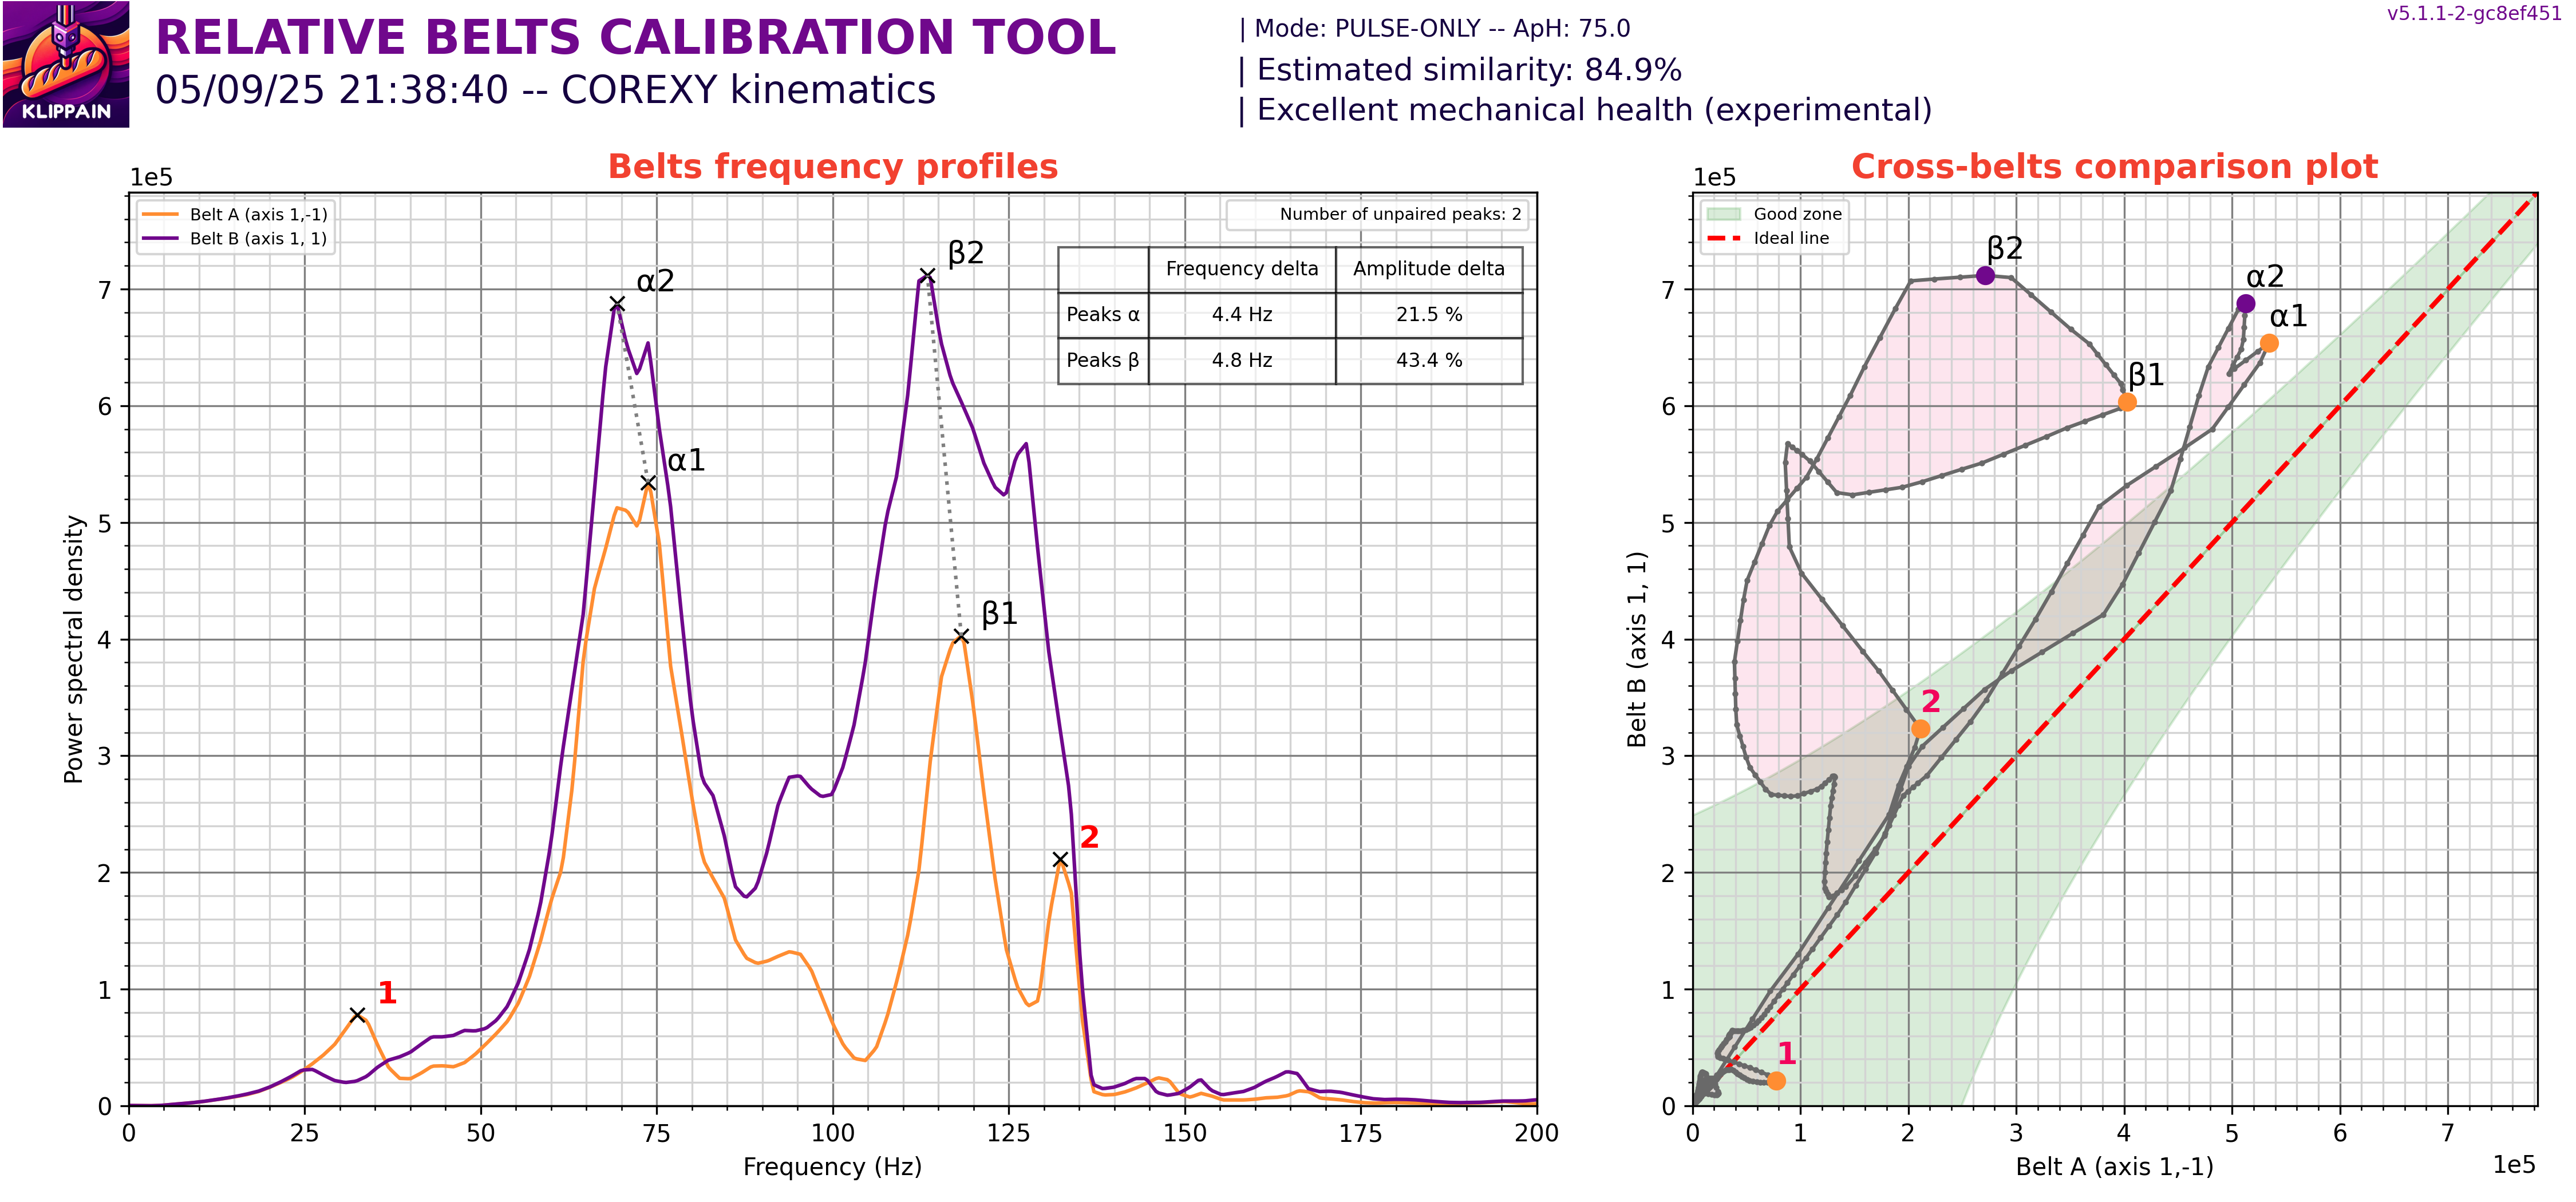 KLIPPAIN
RELATIVE BELTS CALIBRATION TOOL
05/09/25 21:38:40 -- COREXY kinematics
| Mode: PULSE-ONLY -- ApH: 75.0
| Estimated similarity: 84.9%
| Excellent mechanical health (experimental)
v5.1.1-2-gc8ef451
Belts frequency profiles
1e5
Belt A (axis 1,-1)
Belt B (axis 1, 1)
Number of unpaired peaks: 2
Frequency delta Amplitude delta
Peaks α 4.4 Hz 21.5 %
Peaks β 4.8 Hz 43.4 %
α2
β2
α1
β1
2
1
Power spectral density
7
6
5
4
3
2
1
0
0 25 50 75 100 125 150 175 200
Frequency (Hz)
Cross-belts comparison plot
1e5
Good zone
Ideal line
β2
α2
α1
β1
2
1
Belt B (axis 1, 1)
7
6
5
4
3
2
1
0
0 1 2 3 4 5 6 7
Belt A (axis 1,-1)
1e5